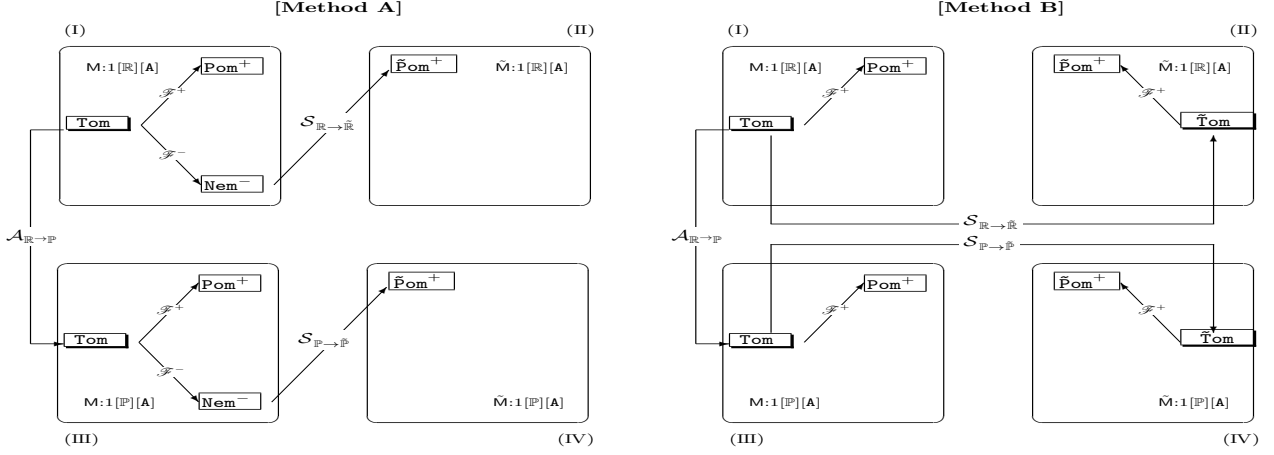 [Method A]
(I)
(II)
M:1[ℝ][A]
Pom⁺
P̃om⁺
M̃:1[ℝ][A]
ℱ⁺
Tom
𝒮ℝ→ℝ̃
ℱ⁻
Nem⁻
𝒜ℝ→ℙ
Pom⁺
P̃om⁺
ℱ⁺
Tom
𝒮ℙ→ℙ̃
ℱ⁻
M:1[ℙ][A]
Nem⁻
M̃:1[ℙ][A]
(III)
(IV)
[Method B]
(I)
(II)
M:1[ℝ][A]
Pom⁺
P̃om⁺
M̃:1[ℝ][A]
ℱ⁺
ℱ⁺
Tom
T̃om
𝒮ℝ→ℝ̃
𝒜ℝ→ℙ
𝒮ℙ→ℙ̃
Pom⁺
P̃om⁺
ℱ⁺
ℱ⁺
Tom
T̃om
M:1[ℙ][A]
M̃:1[ℙ][A]
(III)
(IV)